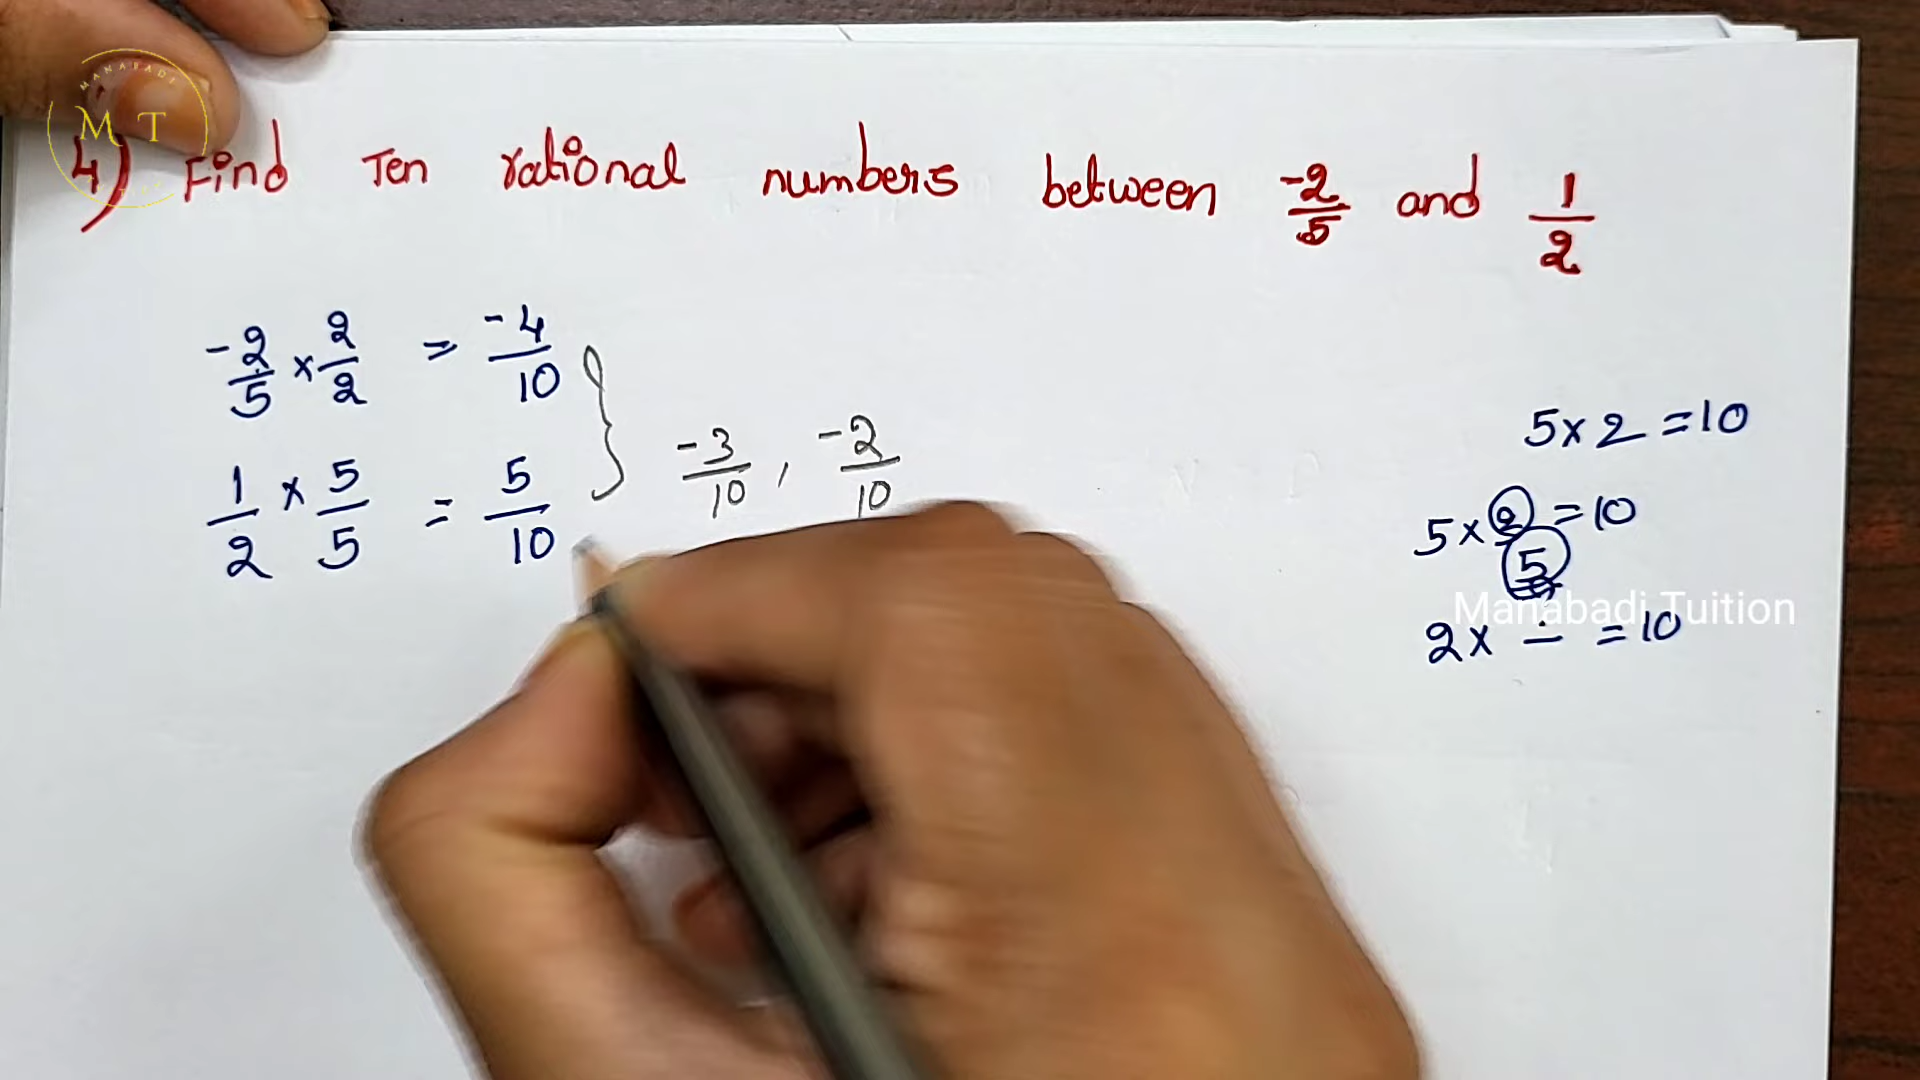 MANABADI
M T
4) Find Ten rational numbers between -2/5 and 1/2
-2/5 × 2/2 = -4/10
1/2 × 5/5 = 5/10
-3/10, -2/10
5×2=10
5×2=10
5
2× – =10
Manabadi Tuition